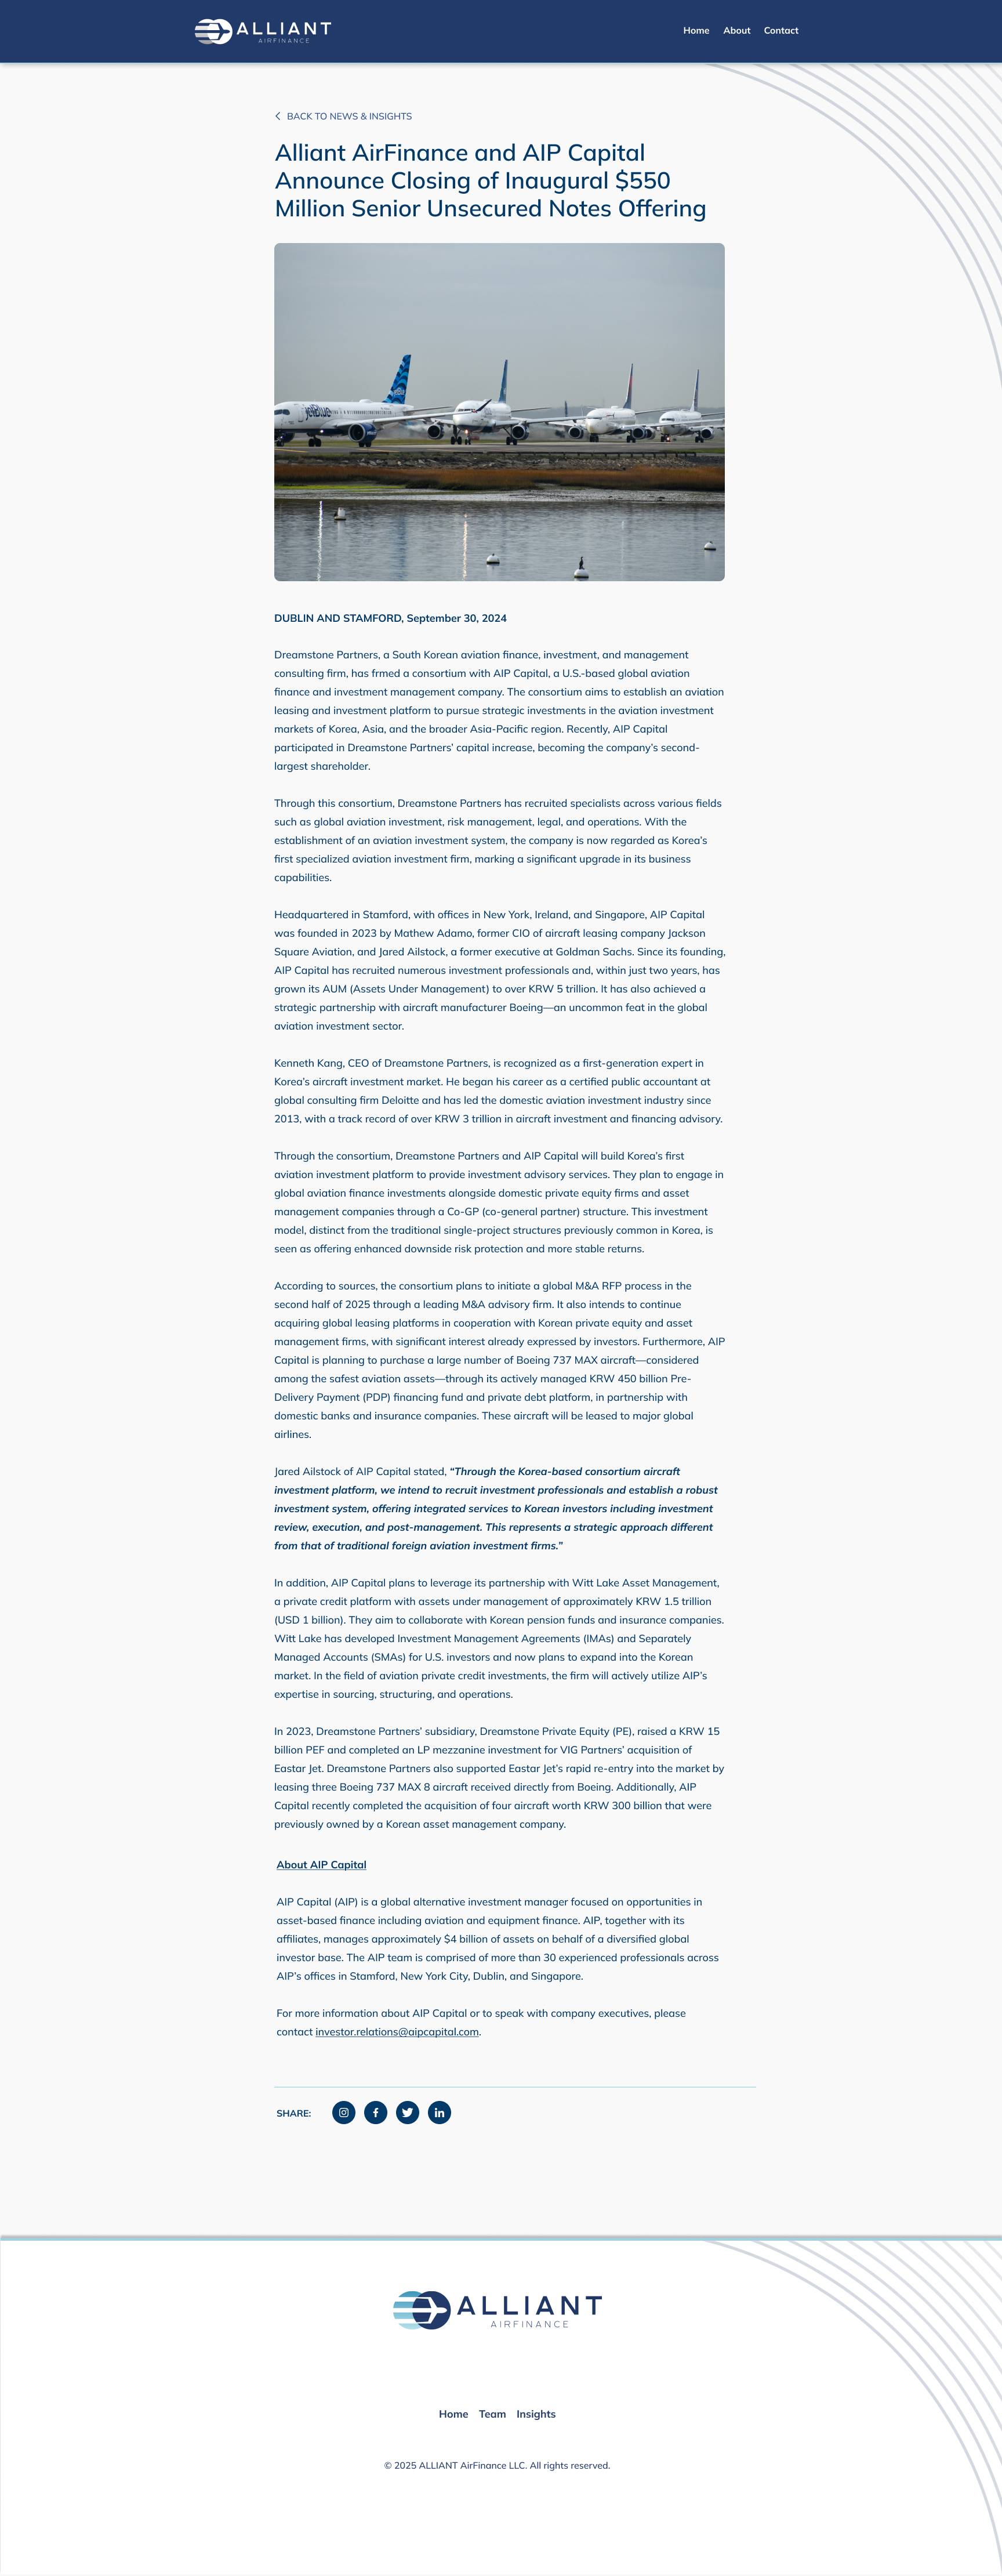 ALLIANT
AIRFINANCE
Home About Contact
BACK TO NEWS & INSIGHTS
Alliant AirFinance and AIP Capital
Announce Closing of Inaugural $550
Million Senior Unsecured Notes Offering
jetBlue
DUBLIN AND STAMFORD, September 30, 2024
Dreamstone Partners, a South Korean aviation finance, investment, and management
consulting firm, has frmed a consortium with AIP Capital, a U.S.-based global aviation
finance and investment management company. The consortium aims to establish an aviation
leasing and investment platform to pursue strategic investments in the aviation investment
markets of Korea, Asia, and the broader Asia-Pacific region. Recently, AIP Capital
participated in Dreamstone Partners’ capital increase, becoming the company’s second-
largest shareholder.
Through this consortium, Dreamstone Partners has recruited specialists across various fields
such as global aviation investment, risk management, legal, and operations. With the
establishment of an aviation investment system, the company is now regarded as Korea’s
first specialized aviation investment firm, marking a significant upgrade in its business
capabilities.
Headquartered in Stamford, with offices in New York, Ireland, and Singapore, AIP Capital
was founded in 2023 by Mathew Adamo, former CIO of aircraft leasing company Jackson
Square Aviation, and Jared Ailstock, a former executive at Goldman Sachs. Since its founding,
AIP Capital has recruited numerous investment professionals and, within just two years, has
grown its AUM (Assets Under Management) to over KRW 5 trillion. It has also achieved a
strategic partnership with aircraft manufacturer Boeing—an uncommon feat in the global
aviation investment sector.
Kenneth Kang, CEO of Dreamstone Partners, is recognized as a first-generation expert in
Korea’s aircraft investment market. He began his career as a certified public accountant at
global consulting firm Deloitte and has led the domestic aviation investment industry since
2013, with a track record of over KRW 3 trillion in aircraft investment and financing advisory.
Through the consortium, Dreamstone Partners and AIP Capital will build Korea’s first
aviation investment platform to provide investment advisory services. They plan to engage in
global aviation finance investments alongside domestic private equity firms and asset
management companies through a Co-GP (co-general partner) structure. This investment
model, distinct from the traditional single-project structures previously common in Korea, is
seen as offering enhanced downside risk protection and more stable returns.
According to sources, the consortium plans to initiate a global M&A RFP process in the
second half of 2025 through a leading M&A advisory firm. It also intends to continue
acquiring global leasing platforms in cooperation with Korean private equity and asset
management firms, with significant interest already expressed by investors. Furthermore, AIP
Capital is planning to purchase a large number of Boeing 737 MAX aircraft—considered
among the safest aviation assets—through its actively managed KRW 450 billion Pre-
Delivery Payment (PDP) financing fund and private debt platform, in partnership with
domestic banks and insurance companies. These aircraft will be leased to major global
airlines.
Jared Ailstock of AIP Capital stated, “Through the Korea-based consortium aircraft
investment platform, we intend to recruit investment professionals and establish a robust
investment system, offering integrated services to Korean investors including investment
review, execution, and post-management. This represents a strategic approach different
from that of traditional foreign aviation investment firms.”
In addition, AIP Capital plans to leverage its partnership with Witt Lake Asset Management,
a private credit platform with assets under management of approximately KRW 1.5 trillion
(USD 1 billion). They aim to collaborate with Korean pension funds and insurance companies.
Witt Lake has developed Investment Management Agreements (IMAs) and Separately
Managed Accounts (SMAs) for U.S. investors and now plans to expand into the Korean
market. In the field of aviation private credit investments, the firm will actively utilize AIP’s
expertise in sourcing, structuring, and operations.
In 2023, Dreamstone Partners’ subsidiary, Dreamstone Private Equity (PE), raised a KRW 15
billion PEF and completed an LP mezzanine investment for VIG Partners’ acquisition of
Eastar Jet. Dreamstone Partners also supported Eastar Jet’s rapid re-entry into the market by
leasing three Boeing 737 MAX 8 aircraft received directly from Boeing. Additionally, AIP
Capital recently completed the acquisition of four aircraft worth KRW 300 billion that were
previously owned by a Korean asset management company.
About AIP Capital
AIP Capital (AIP) is a global alternative investment manager focused on opportunities in
asset-based finance including aviation and equipment finance. AIP, together with its
affiliates, manages approximately $4 billion of assets on behalf of a diversified global
investor base. The AIP team is comprised of more than 30 experienced professionals across
AIP’s offices in Stamford, New York City, Dublin, and Singapore.
For more information about AIP Capital or to speak with company executives, please
contact investor.relations@aipcapital.com.
SHARE:
ALLIANT
AIRFINANCE
Home Team Insights
© 2025 ALLIANT AirFinance LLC. All rights reserved.